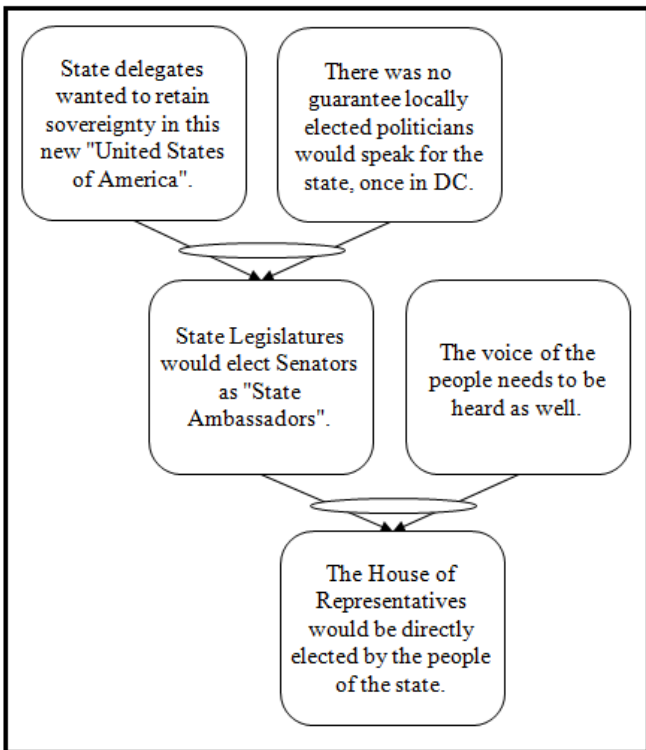 State delegates
wanted to retain
sovereignty in this
new "United States
of America".
There was no
guarantee locally
elected politicians
would speak for the
state, once in DC.
State Legislatures
would elect Senators
as "State
Ambassadors".
The voice of the
people needs to be
heard as well.
The House of
Representatives
would be directly
elected by the people
of the state.